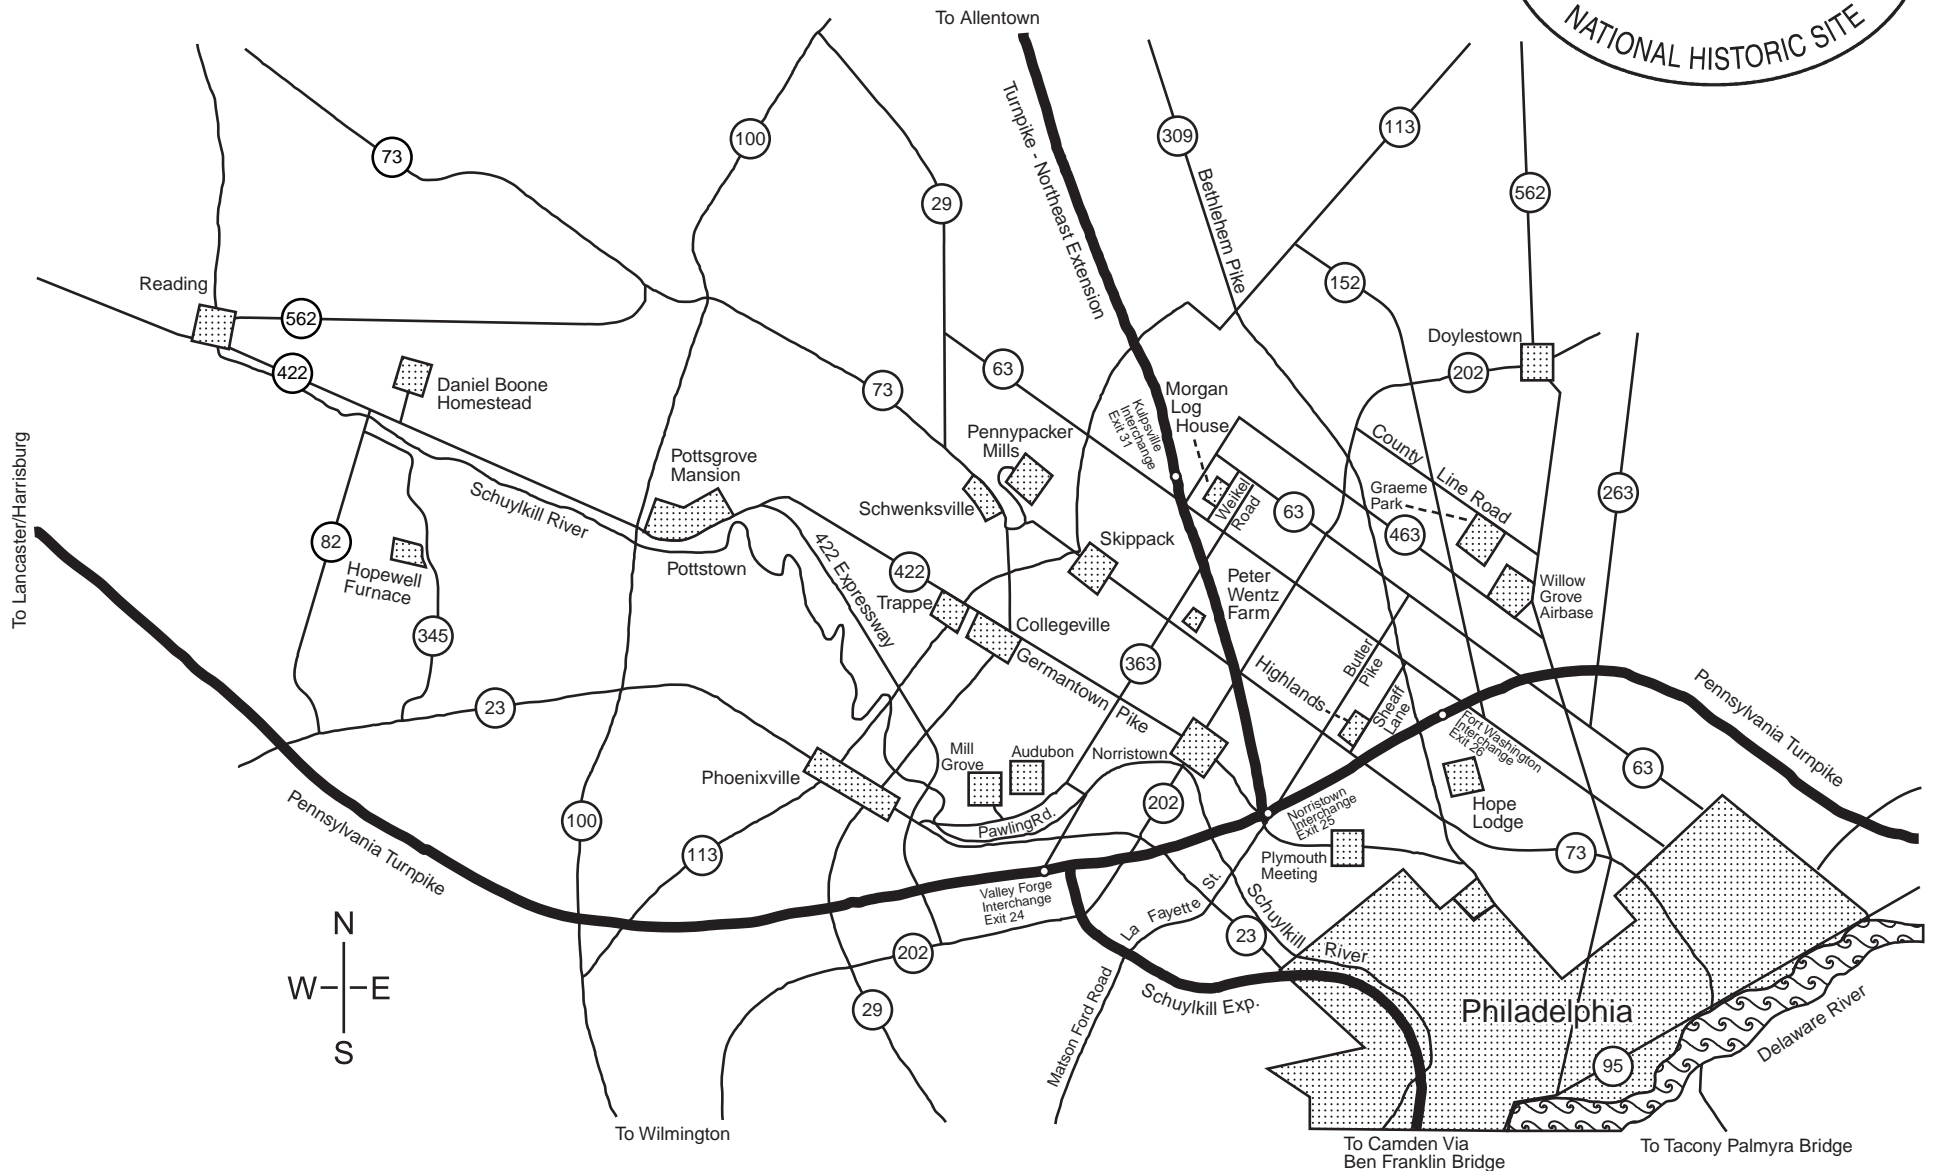 To Allentown
NATIONAL HISTORIC SITE
73
100
29
Turnpike - Northeast Extension
309
Bethlehem Pike
113
562
152
Reading
562
422
Daniel Boone
Homestead
63
73
Doylestown
202
Morgan
Log
House
Kulpsville
Interchange
Exit 31
County Line Road
Pennypacker
Mills
Pottsgrove
Mansion
Schwenksville
Weikel
Road
63
Graeme
Park
463
263
To Lancaster/Harrisburg
Schuylkill River
82
Hopewell
Furnace
Pottstown
422 Expressway
422
Trappe
Skippack
Peter
Wentz
Farm
Willow
Grove
Airbase
345
Collegeville
Germantown Pike
363
Highlands
Butler
Pike
Sheaff
Lane
23
Pennsylvania Turnpike
Fort Washington
Interchange
Exit 26
Phoenixville
Mill
Grove
Audubon
Norristown
63
Pennsylvania Turnpike
100
113
PawlingRd.
202
Norristown
Interchange
Exit 25
Hope
Lodge
Plymouth
Meeting
73
Valley Forge
Interchange
Exit 24
La Fayette St.
Schuylkill River
23
202
N
W E
S
29
Matson Ford Road
Schuylkill Exp.
Philadelphia
95
Delaware River
To Wilmington
To Camden Via
Ben Franklin Bridge
To Tacony Palmyra Bridge